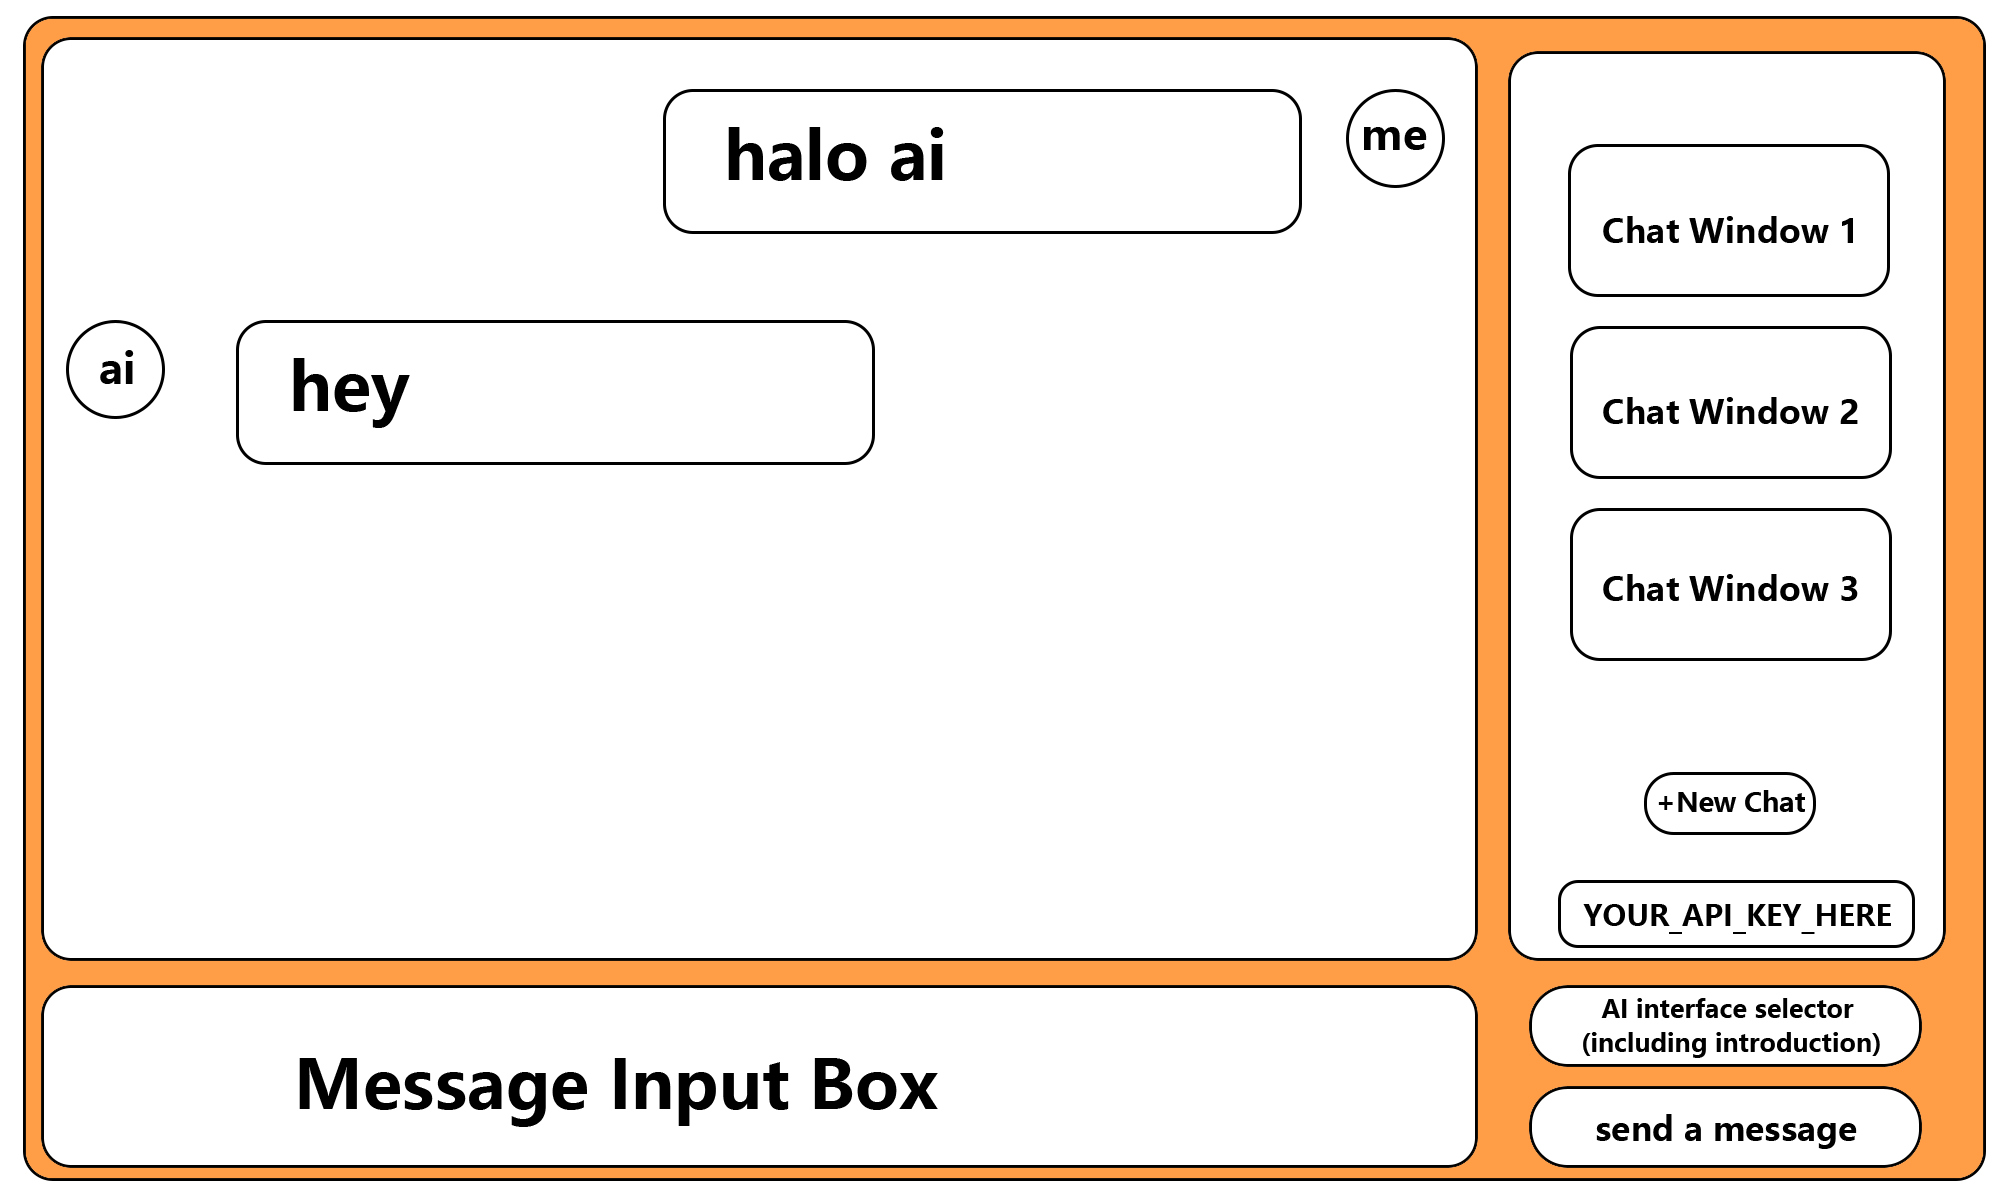 halo ai
me
ai
hey
Message Input Box
Chat Window 1
Chat Window 2
Chat Window 3
+New Chat
YOUR_API_KEY_HERE
AI interface selector
(including introduction)
send a message